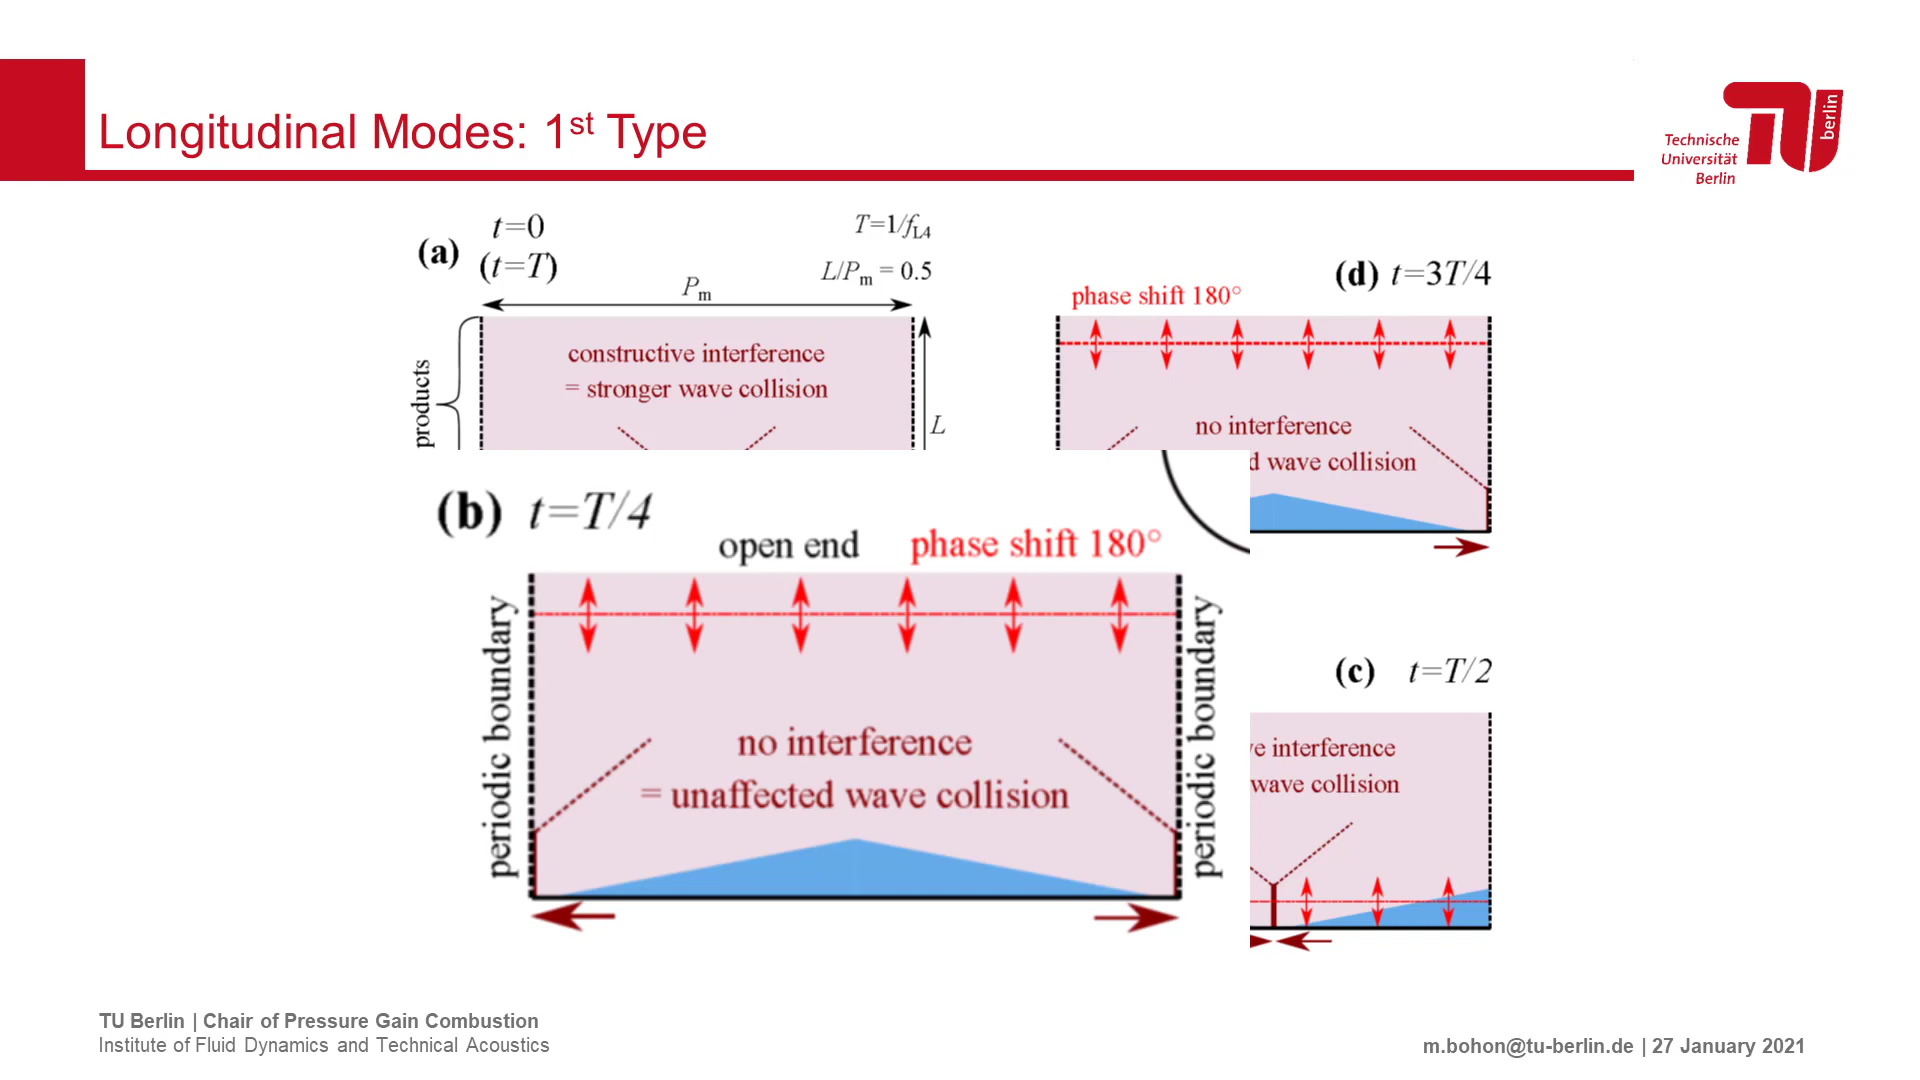 Longitudinal Modes: 1st Type
Technische
Universität
Berlin
berlin
(a)
t=0
(t=T)
T=1/fL4
L/Pm = 0.5
Pm
constructive interference
= stronger wave collision
products
L
(d) t=3T/4
phase shift 180°
no interference
d wave collision
(b) t=T/4
open end
phase shift 180°
periodic boundary
no interference
= unaffected wave collision
periodic boundary
(c) t=T/2
e interference
wave collision
TU Berlin | Chair of Pressure Gain Combustion
Institute of Fluid Dynamics and Technical Acoustics
m.bohon@tu-berlin.de | 27 January 2021